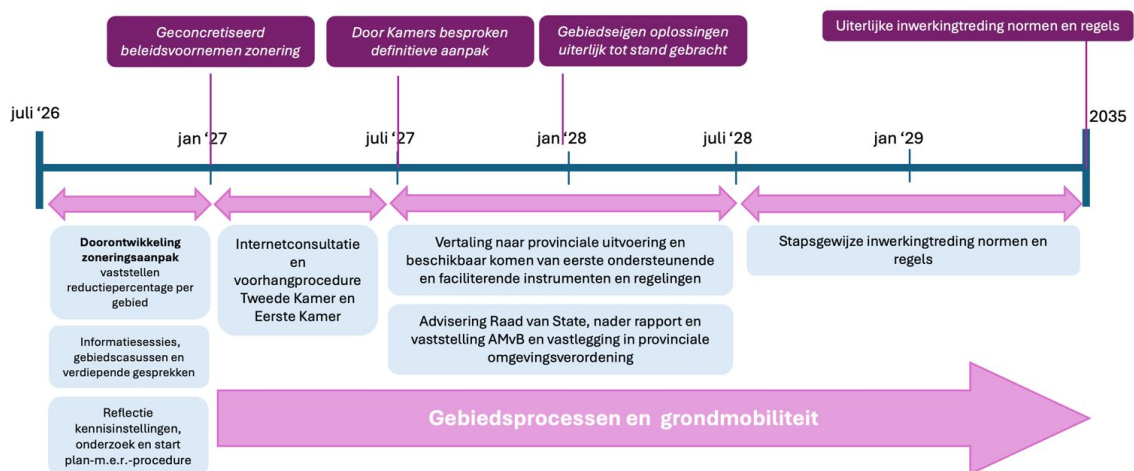 Geconcretiseerd
beleidsvoornemen zonering
Door Kamers besproken
definitieve aanpak
Gebiedseigen oplossingen
uiterlijk tot stand gebracht
Uiterlijke inwerkingtreding normen en regels
juli ‘26
jan ‘27
juli ‘27
jan ‘28
juli ‘28
jan ‘29
2035
Doorontwikkeling
zoneringsaanpak
vaststellen
reductiepercentage per
gebied
Informatiesessies,
gebiedscasussen en
verdiepende gesprekken
Reflectie
kennisinstellingen,
onderzoek en start
plan-m.e.r.-procedure
Internetconsultatie
en
voorhangprocedure
Tweede Kamer en
Eerste Kamer
Vertaling naar provinciale uitvoering en
beschikbaar komen van eerste ondersteunende
en faciliterende instrumenten en regelingen
Advisering Raad van State, nader rapport en
vaststelling AMvB en vastlegging in provinciale
omgevingsverordening
Stapsgewijze inwerkingtreding normen en
regels
Gebiedsprocessen en grondmobiliteit